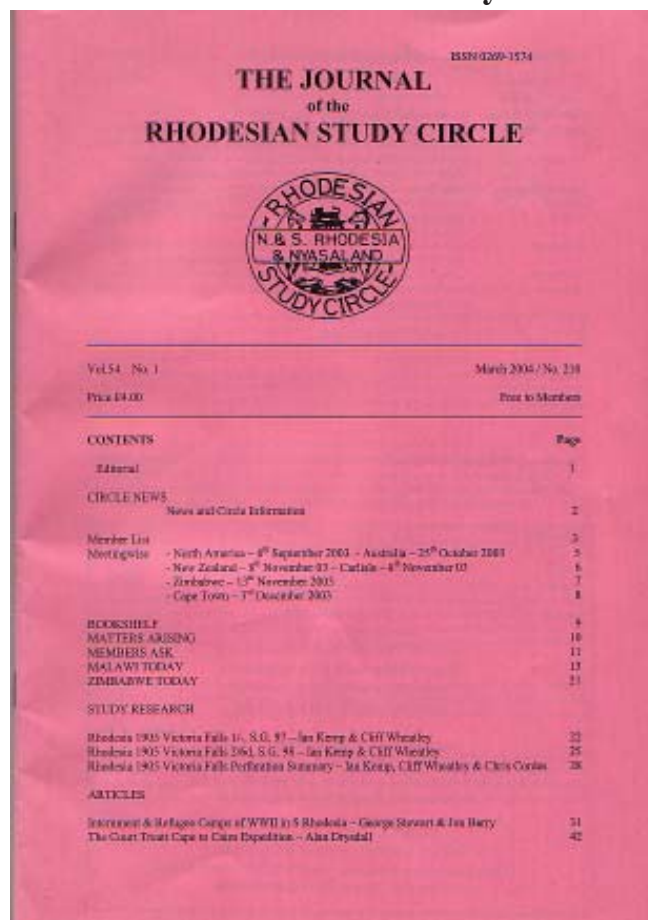 ISSN 0269-1574
THE JOURNAL
of the
RHODESIAN STUDY CIRCLE
RHODESIAN
N. & S. RHODESIA
& NYASALAND
STUDY CIRCLE
Vol.54 No. 1 March 2004 / No. 210
Price £4.00 Free to Members
CONTENTS Page
Editorial 1
CIRCLE NEWS
News and Circle Information 2
Member List 3
Meetingwise - North America – 6th September 2003 - Australia – 25th October 2003 5
- New Zealand – 8th November 03 – Carlisle – 4th November 03 6
- Zimbabwe – 13th November 2003 7
- Cape Town – 3rd December 2003 8
BOOKSHELF 9
MATTERS ARISING 10
MEMBERS ASK 11
MALAWI TODAY 15
ZIMBABWE TODAY 21
STUDY RESEARCH
Rhodesia 1905 Victoria Falls 1/-, S.G. 97 – Ian Kemp & Cliff Wheatley 22
Rhodesia 1905 Victoria Falls 2/6d, S.G. 98 – Ian Kemp & Cliff Wheatley 25
Rhodesia 1905 Victoria Falls Perforation Summary – Ian Kemp, Cliff Wheatley & Chris Cordes 28
ARTICLES
Internment & Refugee Camps of WWII in S Rhodesia – George Stewart & Jon Barry 31
The Court Treatt Cape to Cairo Expedition – Alan Drysdall 42